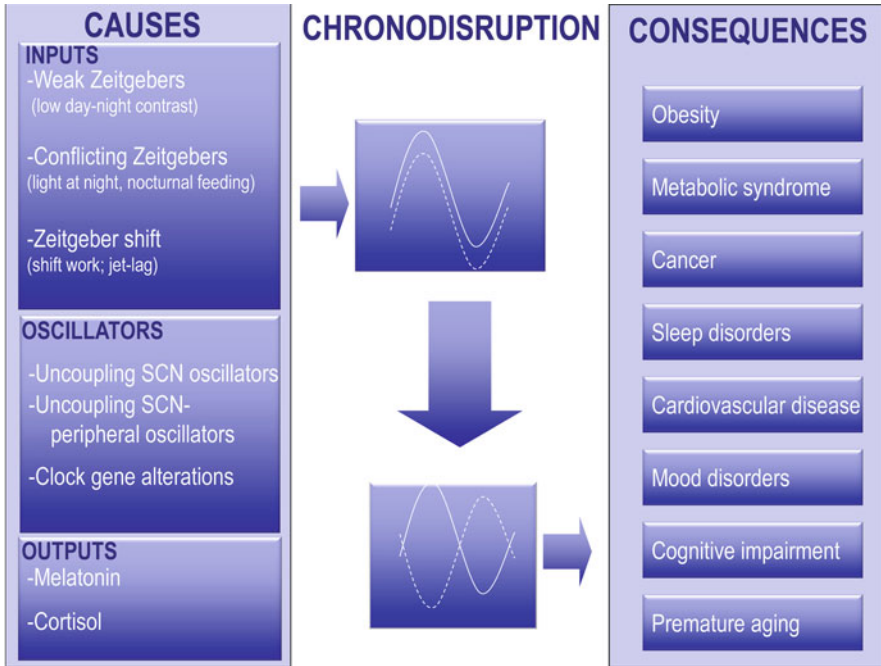 CAUSES
INPUTS
-Weak Zeitgebers
(low day-night contrast)
-Conflicting Zeitgebers
(light at night, nocturnal feeding)
-Zeitgeber shift
(shift work; jet-lag)
OSCILLATORS
-Uncoupling SCN oscillators
-Uncoupling SCN-
peripheral oscillators
-Clock gene alterations
OUTPUTS
-Melatonin
-Cortisol
CHRONODISRUPTION
CONSEQUENCES
Obesity
Metabolic syndrome
Cancer
Sleep disorders
Cardiovascular disease
Mood disorders
Cognitive impairment
Premature aging